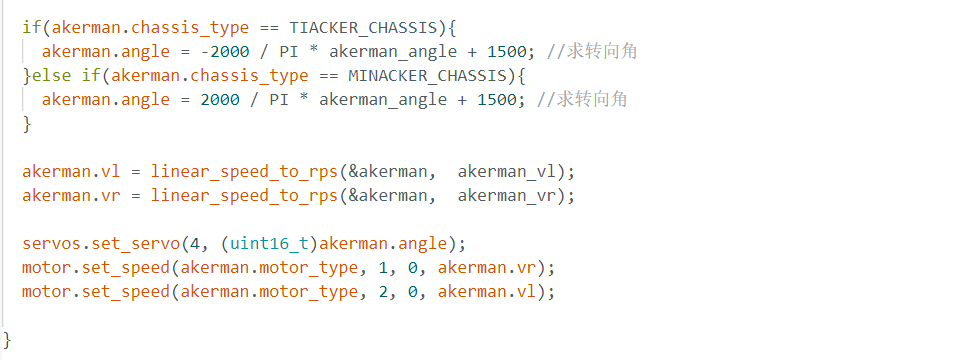 if(akerman.chassis_type == TIACKER_CHASSIS){
akerman.angle = -2000 / PI * akerman_angle + 1500; //求转向角
}else if(akerman.chassis_type == MINACKER_CHASSIS){
akerman.angle = 2000 / PI * akerman_angle + 1500; //求转向角
}
akerman.vl = linear_speed_to_rps(&akerman,  akerman_vl);
akerman.vr = linear_speed_to_rps(&akerman,  akerman_vr);
servos.set_servo(4, (uint16_t)akerman.angle);
motor.set_speed(akerman.motor_type, 1, 0, akerman.vr);
motor.set_speed(akerman.motor_type, 2, 0, akerman.vl);
}